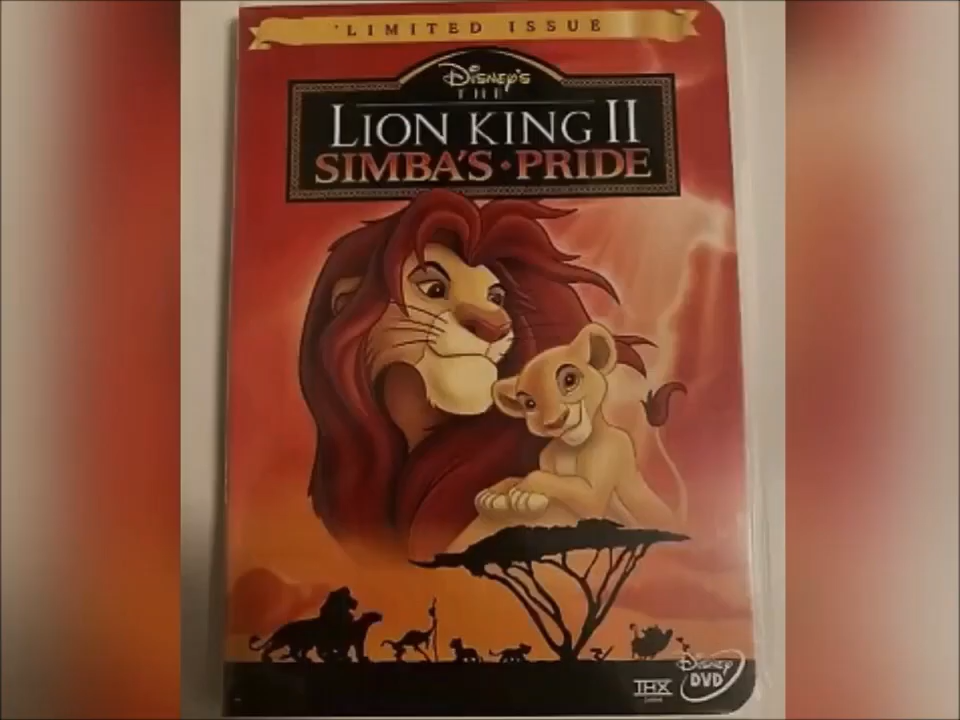 LIMITED ISSUE
Disney's
THE
LION KING II
SIMBA'S • PRIDE
THX
Disney
DVD